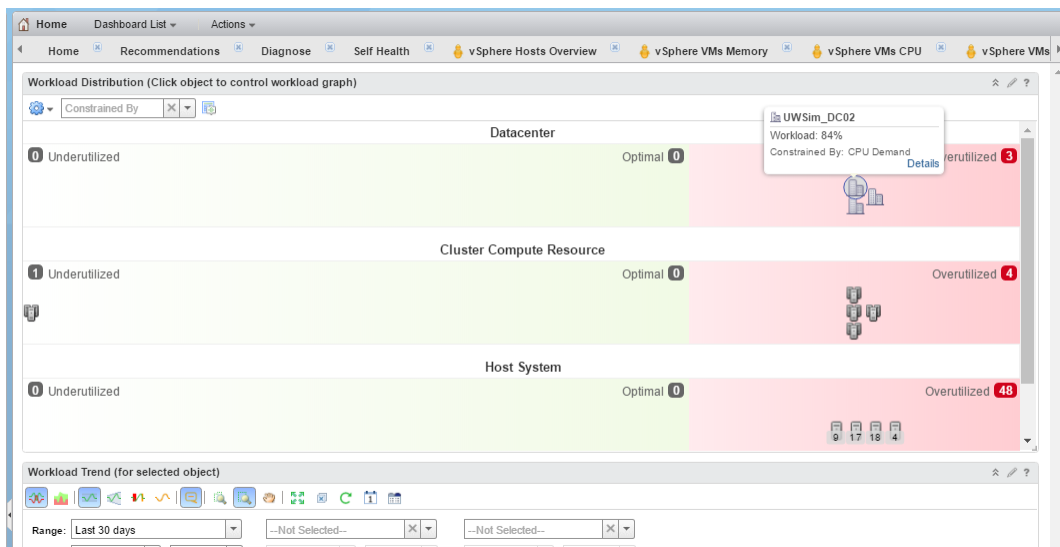 Home Dashboard List Actions
Home Recommendations Diagnose Self Health vSphere Hosts Overview vSphere VMs Memory vSphere VMs CPU vSphere VMs
Workload Distribution (Click object to control workload graph) ?
Constrained By
UWSim_DC02
Workload: 84%
Constrained By: CPU Demand
Details
Datacenter
0 Underutilized Optimal 0 erutilized 3
Cluster Compute Resource
1 Underutilized Optimal 0 Overutilized 4
Host System
0 Underutilized Optimal 0 Overutilized 48
9 17 18 4
Workload Trend (for selected object) ?
1
Range: Last 30 days --Not Selected-- --Not Selected--